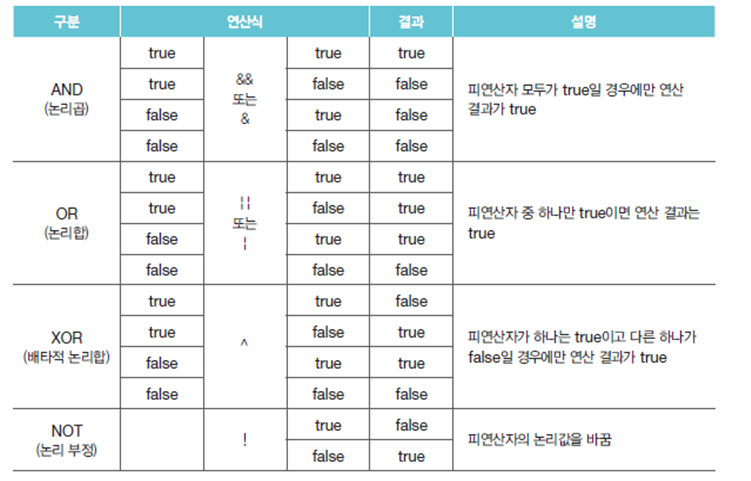 구분 연산식 결과 설명
AND
(논리곱)
true && 또는 & true true
true false false
false true false
false false false
피연산자 모두가 true일 경우에만 연산
결과가 true
OR
(논리합)
true ¦¦ 또는 ¦ true true
true false true
false true true
false false false
피연산자 중 하나만 true이면 연산 결과는
true
XOR
(배타적 논리합)
true ^ true false
true false true
false true true
false false false
피연산자가 하나는 true이고 다른 하나가
false일 경우에만 연산 결과가 true
NOT
(논리 부정)
! true false
false true
피연산자의 논리값을 바꿈